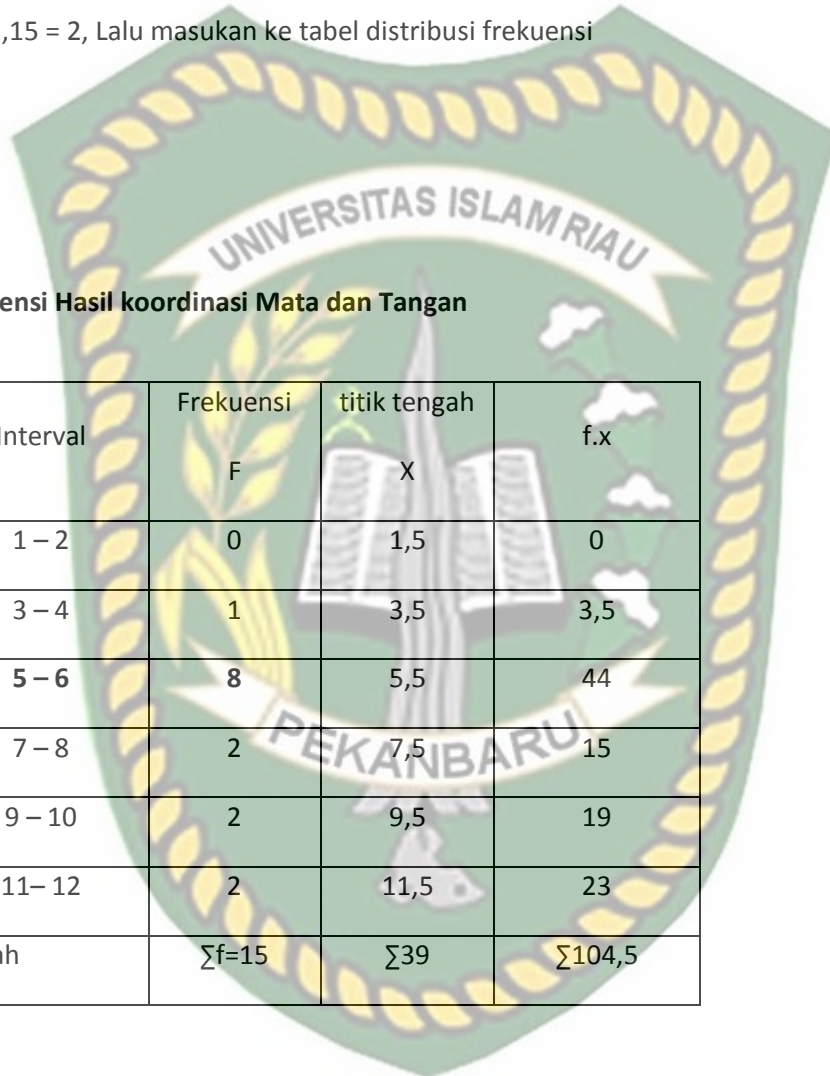 ,15 = 2, Lalu masukan ke tabel distribusi frekuensi
UNIVERSITAS ISLAM RIAU
ensi Hasil koordinasi Mata dan Tangan
Interval Frekuensi F titik tengah X f.x
1 – 2 0 1,5 0
3 – 4 1 3,5 3,5
5 – 6 8 5,5 44
7 – 8 2 7,5 15
PEKANBARU
9 – 10 2 9,5 19
11– 12 2 11,5 23
ah ∑f=15 ∑39 ∑104,5